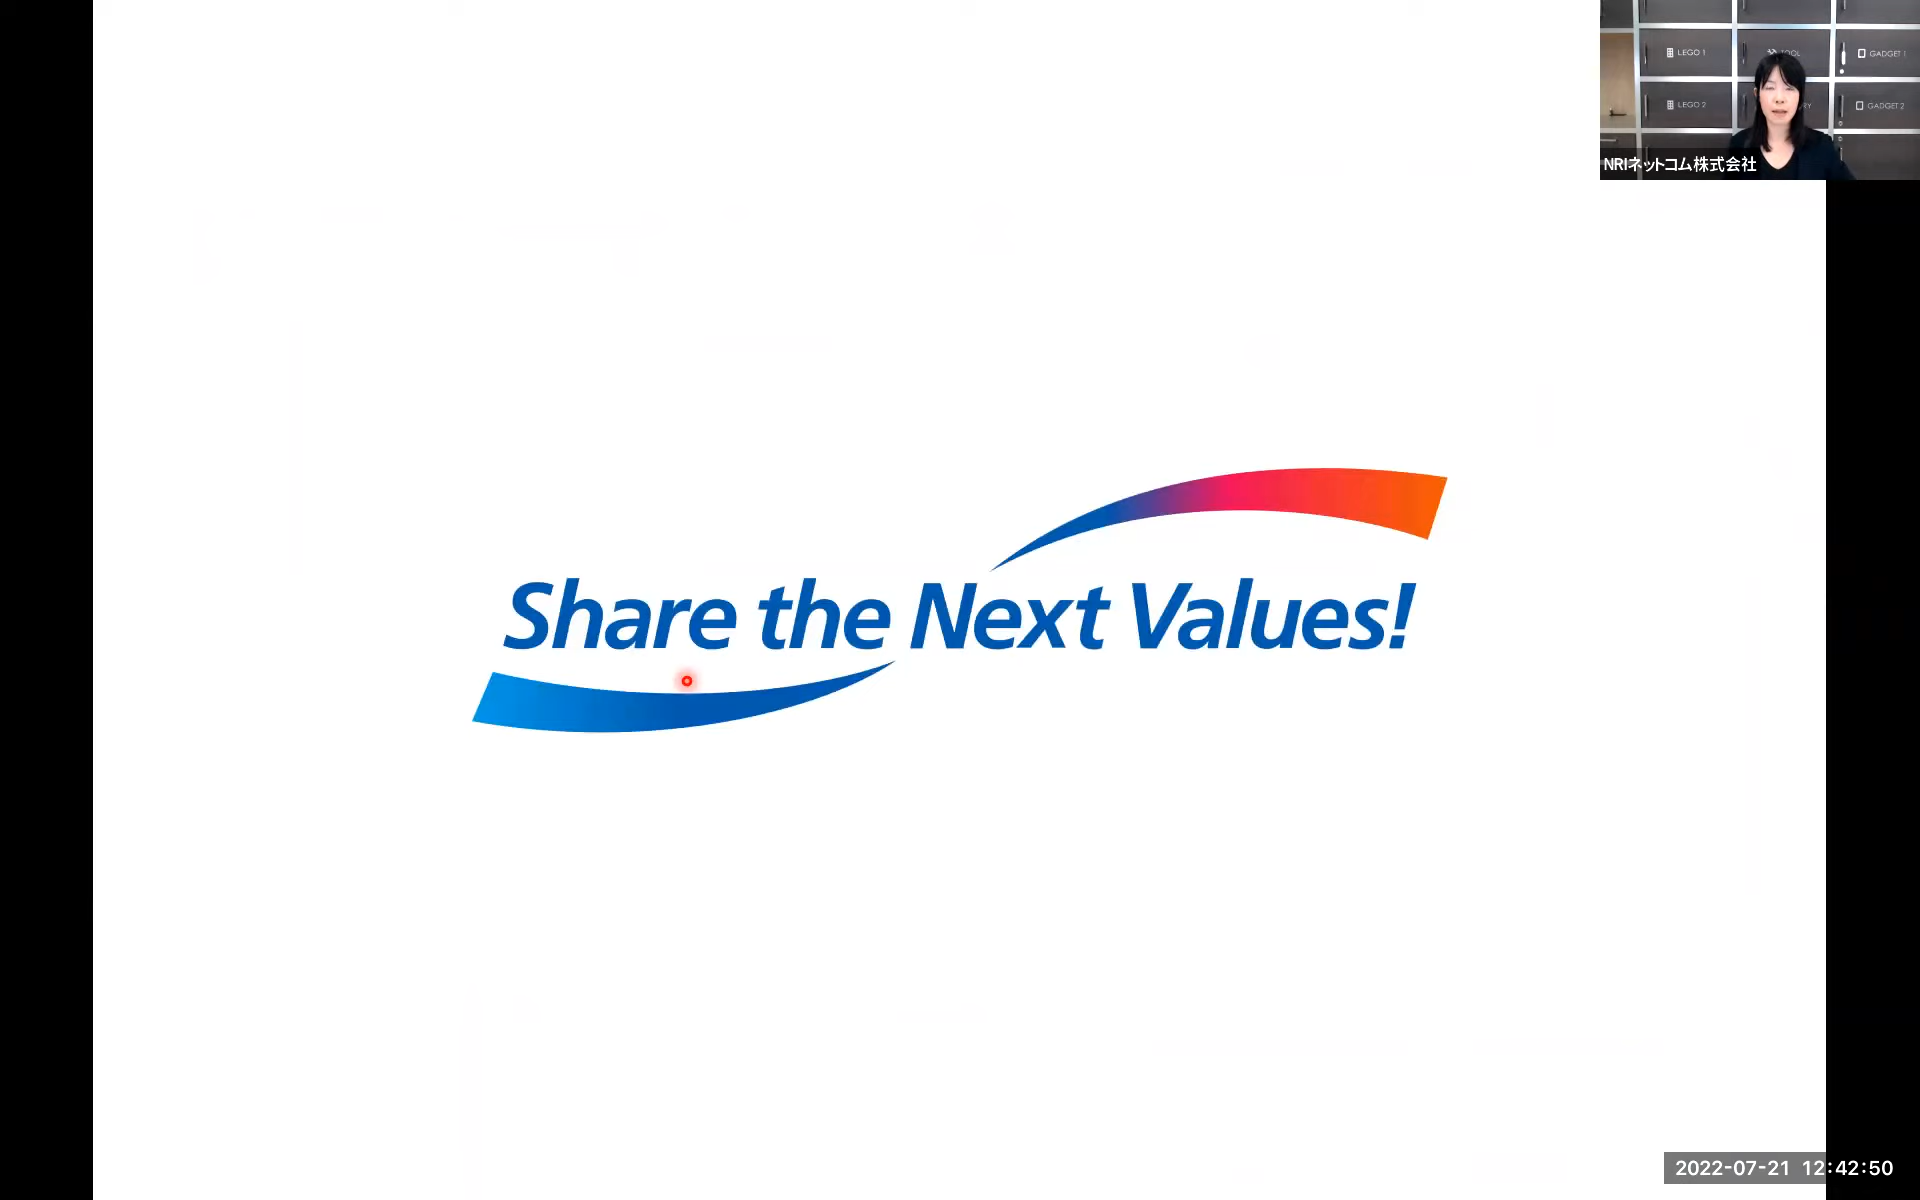 LEGO 1
GADGET 1
LEGO 2
GADGET 2
NRIネットコム株式会社
Share the Next Values!
2022-07-21 12:42:50